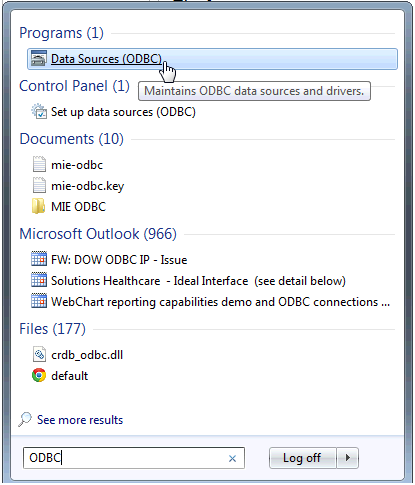 Programs (1)
Data Sources (ODBC)
Maintains ODBC data sources and drivers.
Control Panel (1)
Set up data sources (ODBC)
Documents (10)
mie-odbc
mie-odbc.key
MIE ODBC
Microsoft Outlook (966)
FW: DOW ODBC IP - Issue
Solutions Healthcare - Ideal Interface (see detail below)
WebChart reporting capabilities demo and ODBC connections ...
Files (177)
crdb_odbc.dll
default
See more results
ODBC
Log off